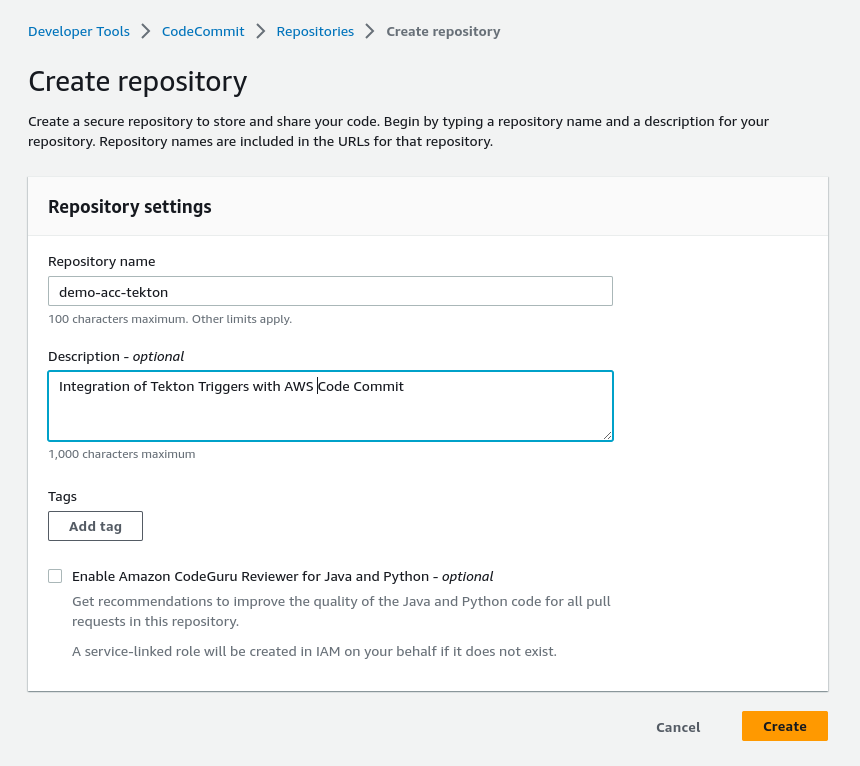 Developer Tools > CodeCommit > Repositories > Create repository
Create repository
Create a secure repository to store and share your code. Begin by typing a repository name and a description for your
repository. Repository names are included in the URLs for that repository.
Repository settings
Repository name
demo-acc-tekton
100 characters maximum. Other limits apply.
Description - optional
Integration of Tekton Triggers with AWS Code Commit
1,000 characters maximum
Tags
Add tag
Enable Amazon CodeGuru Reviewer for Java and Python - optional
Get recommendations to improve the quality of the Java and Python code for all pull
requests in this repository.
A service-linked role will be created in IAM on your behalf if it does not exist.
Cancel Create